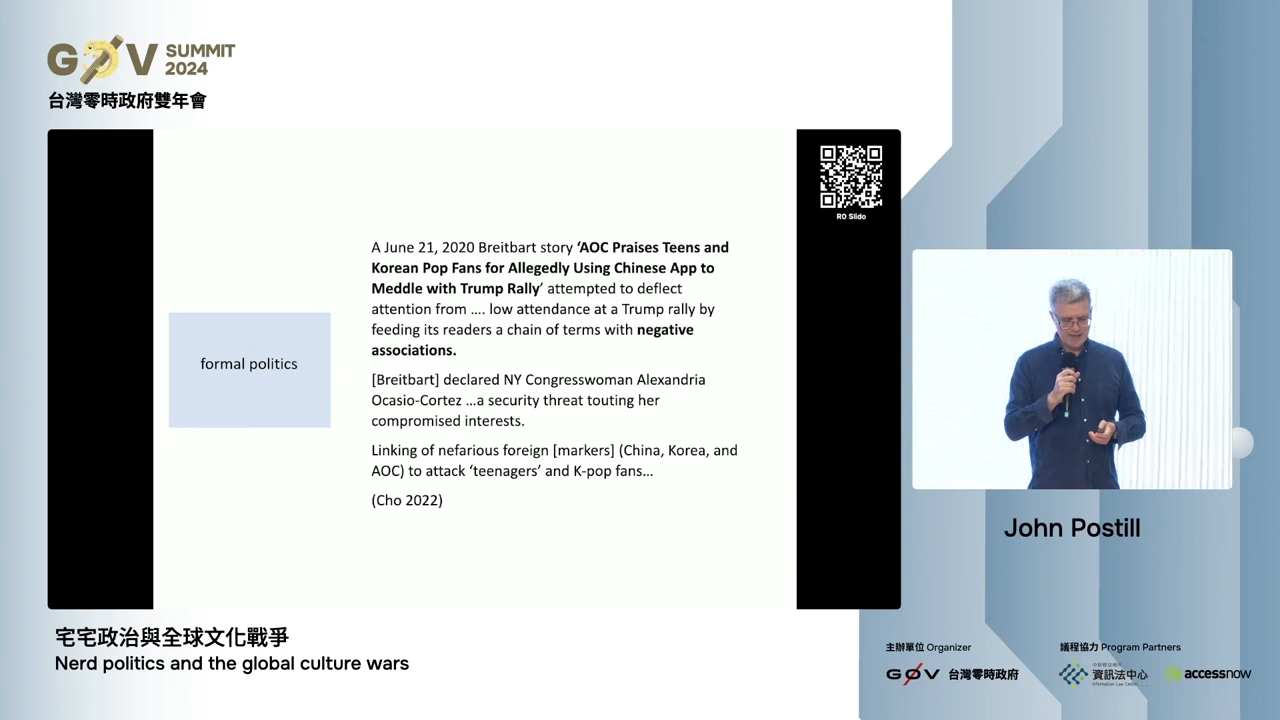 G0V SUMMIT 2024
台灣零時政府雙年會
R0 Slido
A June 21, 2020 Breitbart story ‘AOC Praises Teens and
Korean Pop Fans for Allegedly Using Chinese App to
Meddle with Trump Rally’ attempted to deflect
attention from …. low attendance at a Trump rally by
feeding its readers a chain of terms with negative
associations.
formal politics
[Breitbart] declared NY Congresswoman Alexandria
Ocasio-Cortez …a security threat touting her
compromised interests.
Linking of nefarious foreign [markers] (China, Korea, and
AOC) to attack ‘teenagers’ and K-pop fans…
(Cho 2022)
John Postill
宅宅政治與全球文化戰爭
Nerd politics and the global culture wars
主辦單位 Organizer
G0V 台灣零時政府
議程協力 Program Partners
資訊法中心
Information Law Center
accessnow